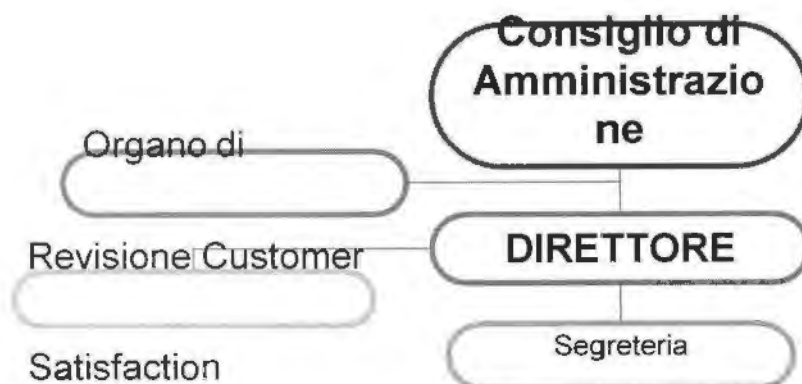 Consiglio di
Amministrazio
ne
Organo di
Revisione Customer
DIRETTORE
Segreteria
Satisfaction